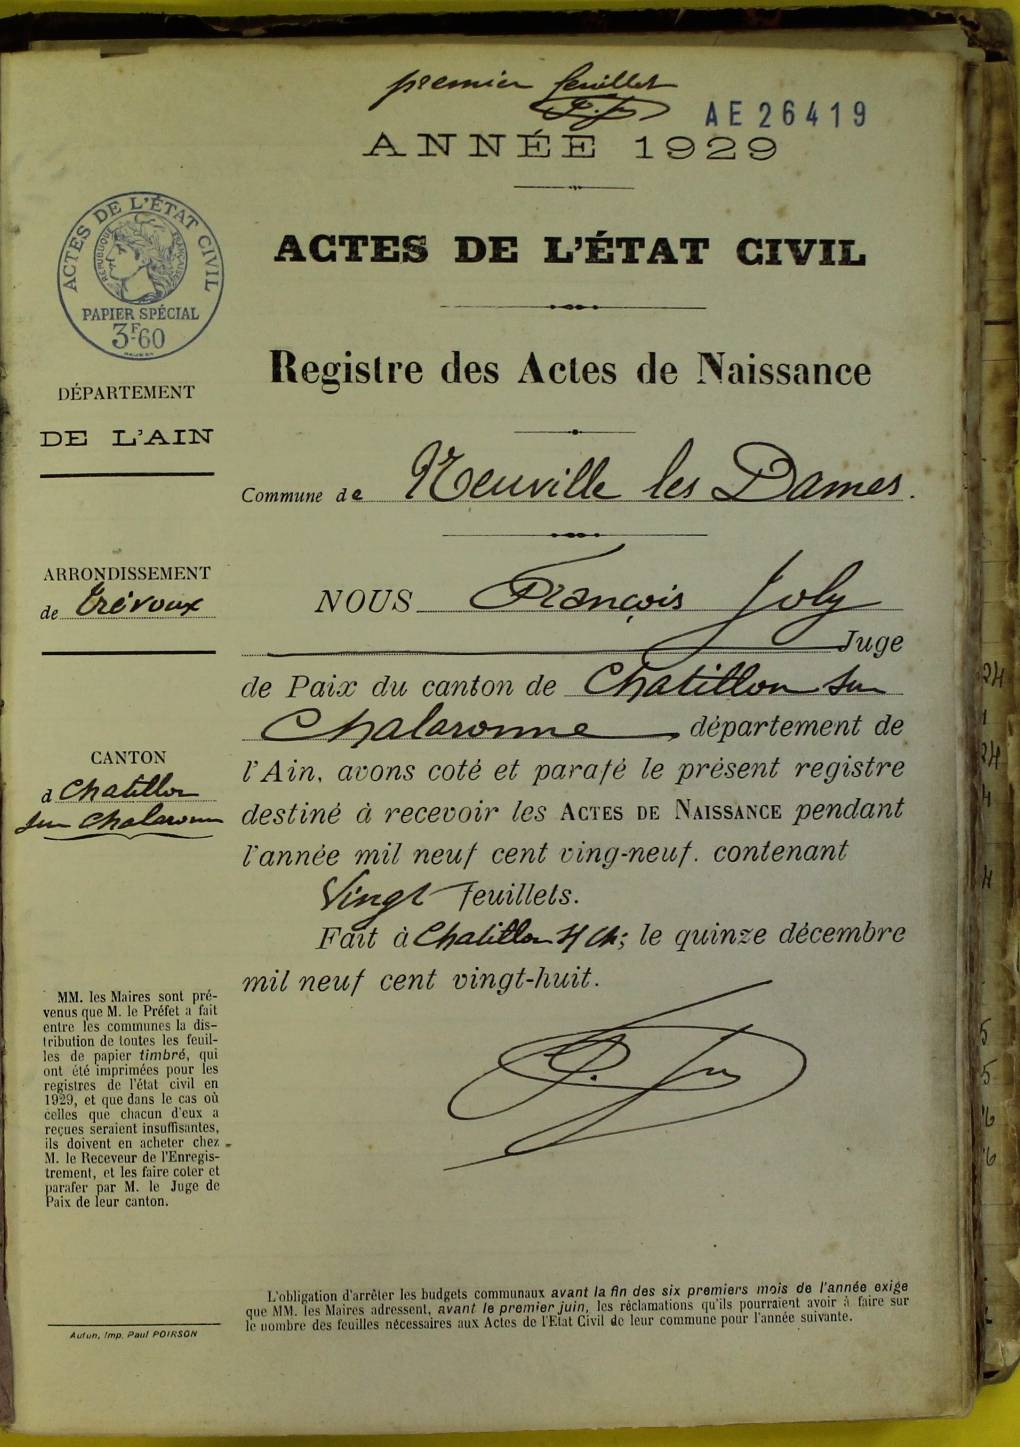 premier feuillet
AE 26419
ANNÉE 1929
ACTES DE L'ÉTAT CIVIL
RÉPUBLIQUE FRANÇAISE
PAPIER SPÉCIAL
3F.60
ACTES DE L'ÉTAT CIVIL
Registre des Actes de Naissance
DÉPARTEMENT
DE L'AIN
Commune de Neuville les Dames.
ARRONDISSEMENT
de Trévoux
CANTON
d Chatillon
sur Chalaronne
NOUS François Joly
Juge
de Paix du canton de Chatillon sur
Chalaronne, département de
l'Ain, avons coté et parafé le présent registre
destiné à recevoir les ACTES DE NAISSANCE pendant
l'année mil neuf cent ving-neuf. contenant
Vingt feuillets.
Fait à Chatillon s/ Ch; le quinze décembre
mil neuf cent vingt-huit.
MM. les Maires sont pré-
venus que M. le Préfet a fait
entre les communes la dis-
tribution de toutes les feuil-
les de papier timbré, qui
ont été imprimées pour les
registres de l'état civil en
1929, et que dans le cas où
celles que chacun d'eux a
reçues seraient insuffisantes,
ils doivent en acheter chez
M. le Receveur de l'Enregis-
trement, et les faire coter et
parafer par M. le Juge de
Paix de leur canton.
Autun, Imp. Paul POIRSON
L'obligation d'arrêter les budgets communaux avant la fin des six premiers mois de l'année exige
que MM. les Maires adressent, avant le premier juin, les réclamations qu'ils pourraient avoir à faire sur
le nombre des feuilles nécessaires aux Actes de l'Etat Civil de leur commune pour l'année suivante.